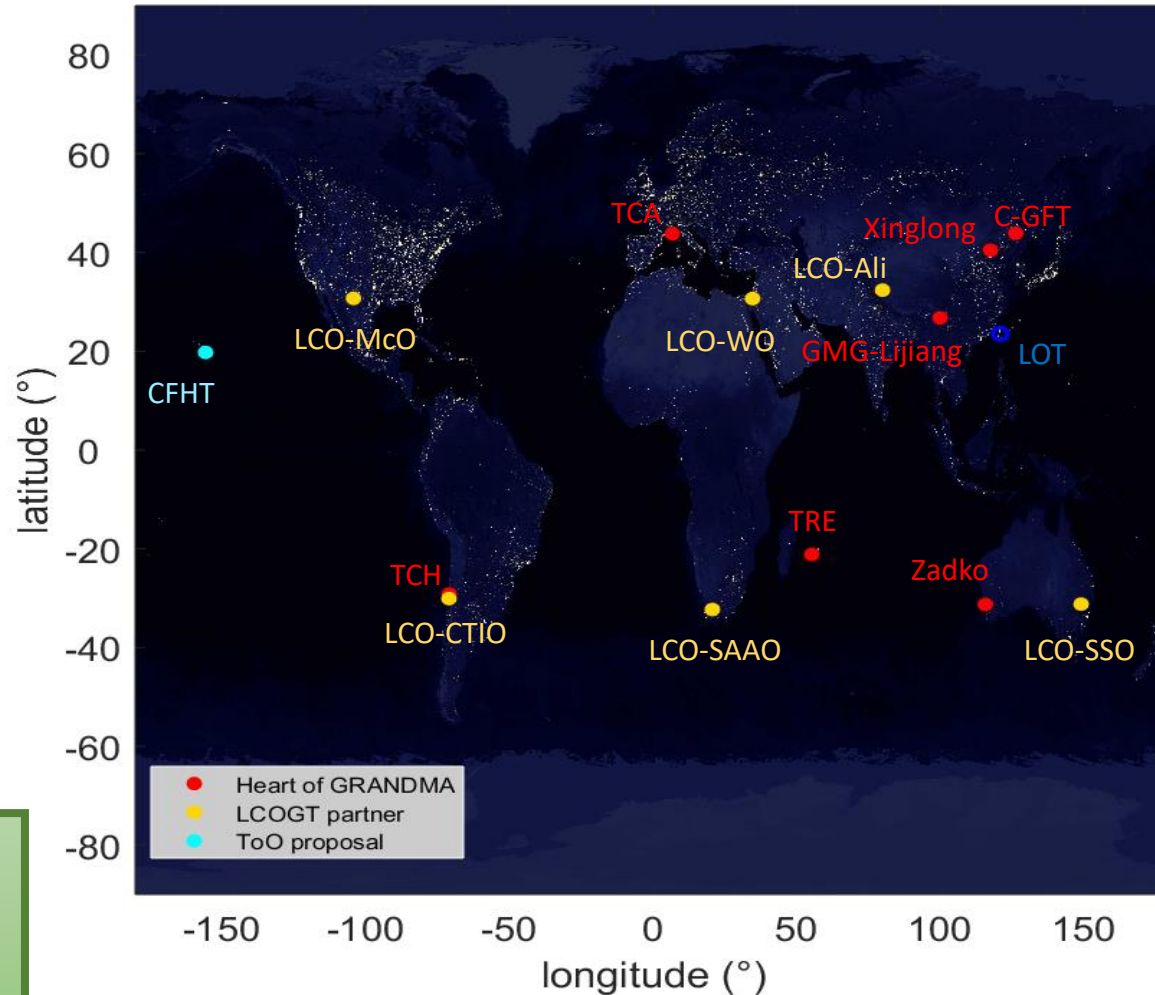 80
60
40
20
0
-20
-40
-60
-80
latitude (°)
TCA
Xinglong
C-GFT
LCO-Ali
LCO-McO
LCO-WO
GMG-Lijiang
LOT
CFHT
TRE
TCH
Zadko
LCO-CTIO
LCO-SAAO
LCO-SSO
Heart of GRANDMA
LCOGT partner
ToO proposal
-150 -100 -50 0 50 100 150
longitude (°)